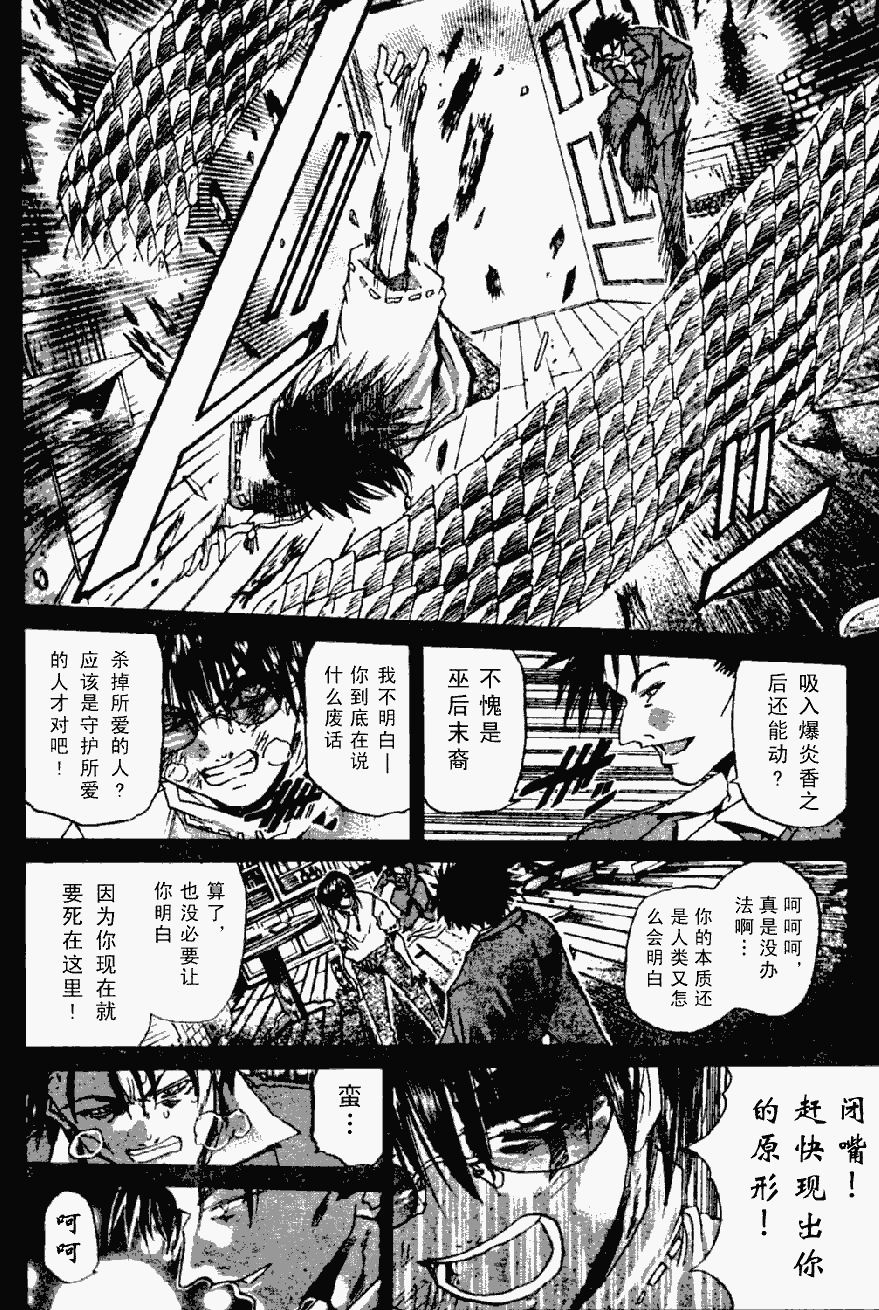 吸入爆炎香之
后还能动？
不愧是
巫后末裔
我不明白—
你到底在说
什么废话
杀掉所爱的人？
应该是守护所爱
的人才对吧！
呵呵呵，
真是没办
法啊…
你的本质还
是人类又怎
么会明白
算了，
也没必要让
你明白
因为你现在就
要死在这里！
闭嘴！
赶快现出你
的原形！
蛮…
呵呵